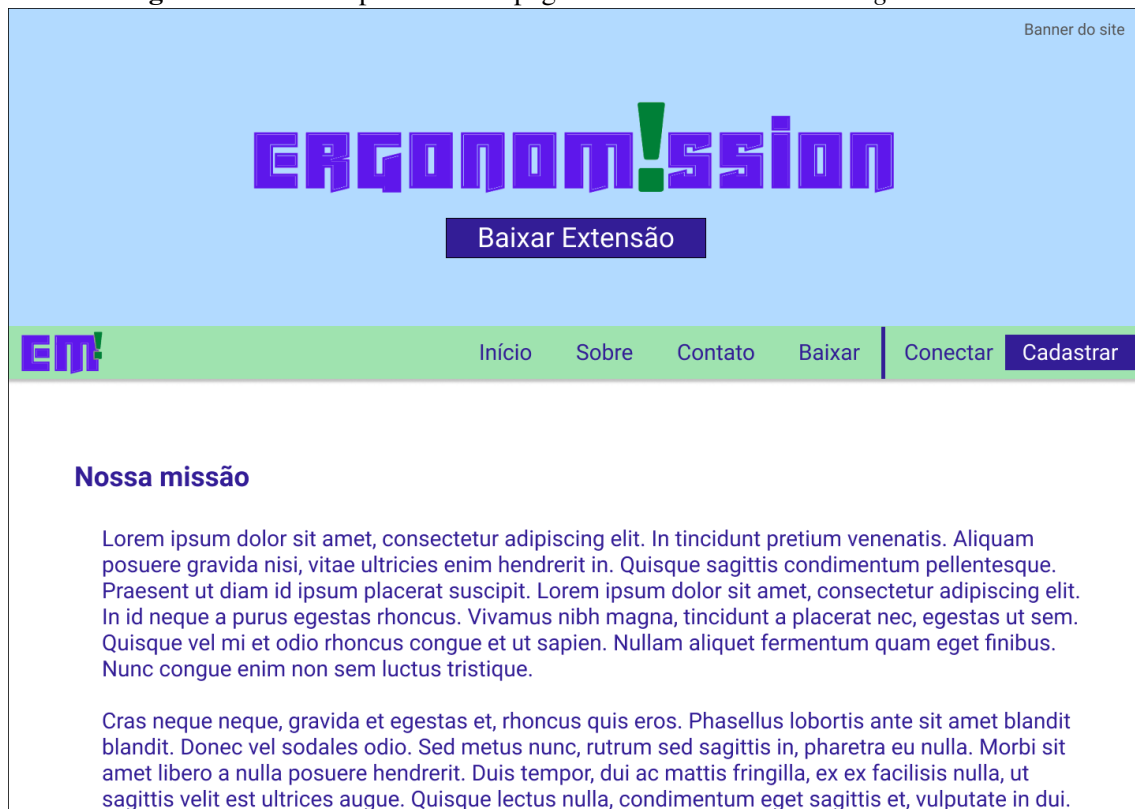 Banner do site
ERGONOM!SSION
Baixar Extensão
EM!
Início Sobre Contato Baixar Conectar Cadastrar
Nossa missão
Lorem ipsum dolor sit amet, consectetur adipiscing elit. In tincidunt pretium venenatis. Aliquam
posuere gravida nisi, vitae ultricies enim hendrerit in. Quisque sagittis condimentum pellentesque.
Praesent ut diam id ipsum placerat suscipit. Lorem ipsum dolor sit amet, consectetur adipiscing elit.
In id neque a purus egestas rhoncus. Vivamus nibh magna, tincidunt a placerat nec, egestas ut sem.
Quisque vel mi et odio rhoncus congue et ut sapien. Nullam aliquet fermentum quam eget finibus.
Nunc congue enim non sem luctus tristique.
Cras neque neque, gravida et egestas et, rhoncus quis eros. Phasellus lobortis ante sit amet blandit
blandit. Donec vel sodales odio. Sed metus nunc, rutrum sed sagittis in, pharetra eu nulla. Morbi sit
amet libero a nulla posuere hendrerit. Duis tempor, dui ac mattis fringilla, ex ex facilisis nulla, ut
sagittis velit est ultrices augue. Quisque lectus nulla, condimentum eget sagittis et, vulputate in dui.